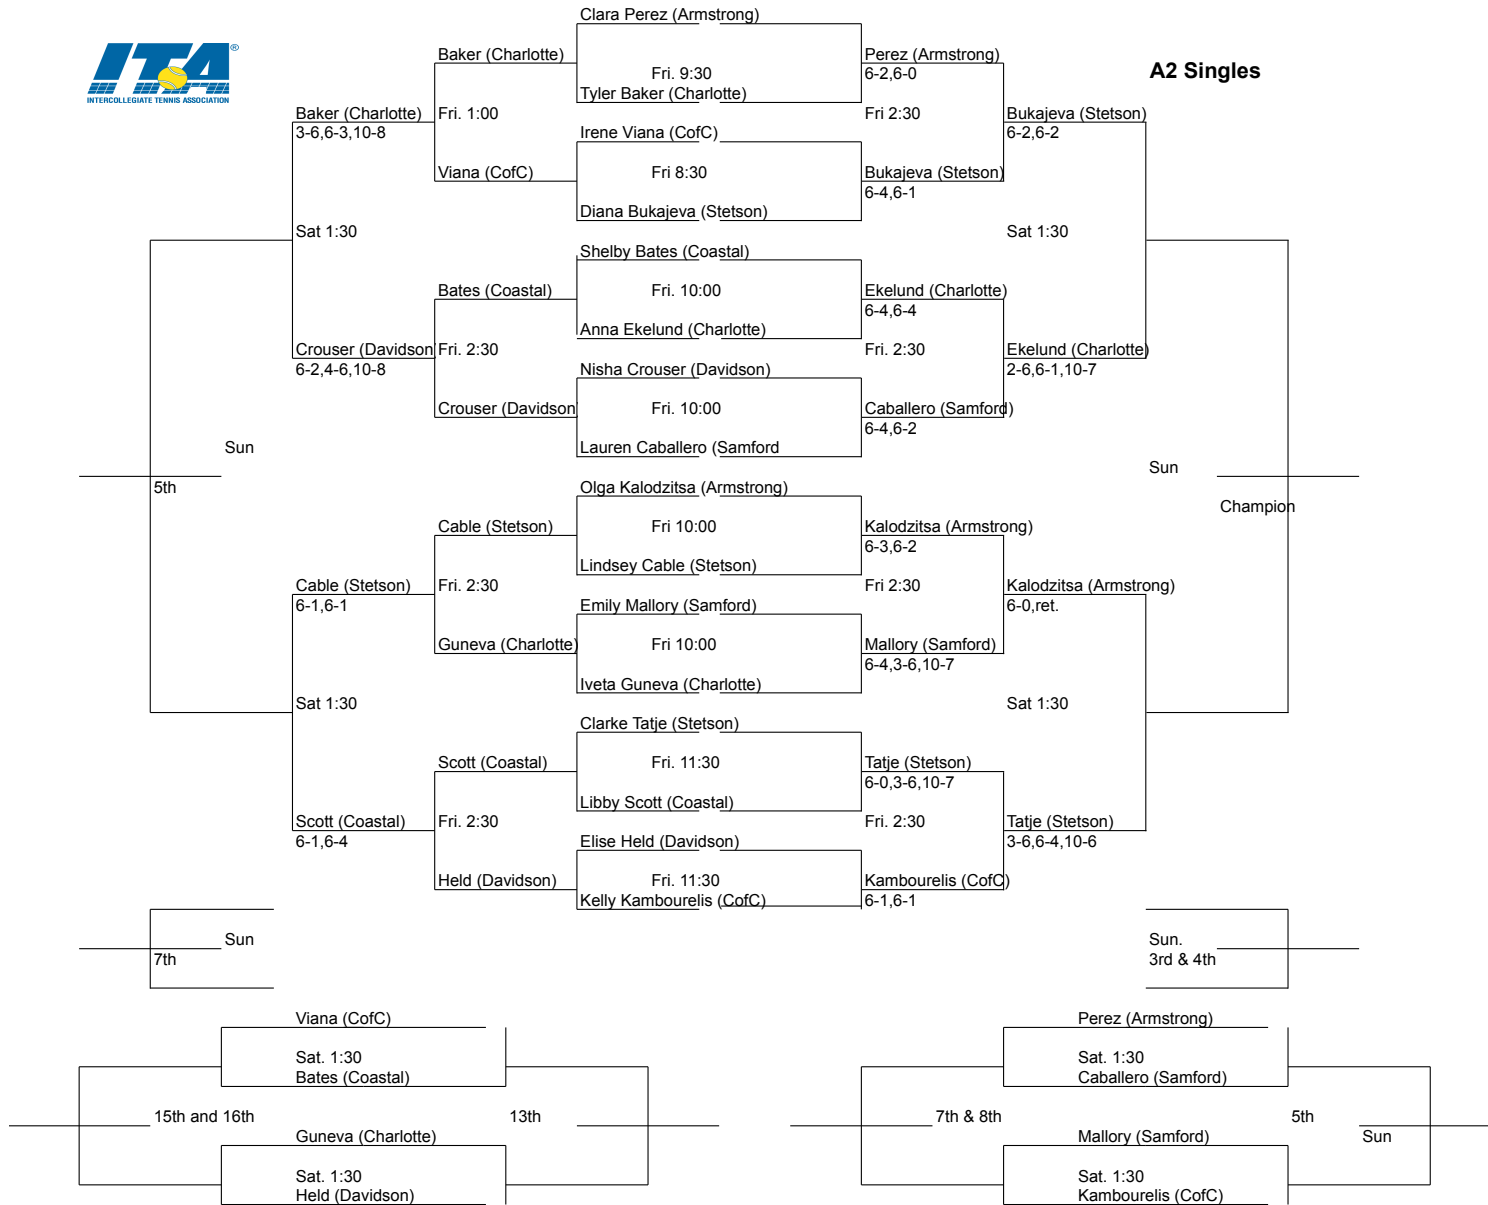 Clara Perez (Armstrong)
ITA®
INTERCOLLEGIATE TENNIS ASSOCIATION
Baker (Charlotte)
Perez (Armstrong)
A2 Singles
Fri. 9:30
6-2,6-0
Tyler Baker (Charlotte)
Baker (Charlotte)
Fri. 1:00
Fri 2:30
Bukajeva (Stetson)
3-6,6-3,10-8
Irene Viana (CofC)
6-2,6-2
Viana (CofC)
Fri 8:30
Bukajeva (Stetson)
6-4,6-1
Diana Bukajeva (Stetson)
Sat 1:30
Sat 1:30
Shelby Bates (Coastal)
Bates (Coastal)
Fri. 10:00
Ekelund (Charlotte)
6-4,6-4
Anna Ekelund (Charlotte)
Crouser (Davidson
Fri. 2:30
Fri. 2:30
Ekelund (Charlotte)
6-2,4-6,10-8
Nisha Crouser (Davidson)
2-6,6-1,10-7
Crouser (Davidson
Fri. 10:00
Caballero (Samford)
6-4,6-2
Sun
Lauren Caballero (Samford
Sun
5th
Olga Kalodzitsa (Armstrong)
Champion
Cable (Stetson)
Fri 10:00
Kalodzitsa (Armstrong)
6-3,6-2
Lindsey Cable (Stetson)
Cable (Stetson)
Fri. 2:30
Fri 2:30
Kalodzitsa (Armstrong)
6-1,6-1
Emily Mallory (Samford)
6-0,ret.
Guneva (Charlotte)
Fri 10:00
Mallory (Samford)
6-4,3-6,10-7
Iveta Guneva (Charlotte)
Sat 1:30
Sat 1:30
Clarke Tatje (Stetson)
Scott (Coastal)
Fri. 11:30
Tatje (Stetson)
6-0,3-6,10-7
Libby Scott (Coastal)
Scott (Coastal)
Fri. 2:30
Fri. 2:30
Tatje (Stetson)
6-1,6-4
Elise Held (Davidson)
3-6,6-4,10-6
Held (Davidson)
Fri. 11:30
Kambourelis (CofC)
Kelly Kambourelis (CofC)
6-1,6-1
Sun
Sun.
7th
3rd & 4th
Viana (CofC)
Perez (Armstrong)
Sat. 1:30
Sat. 1:30
Bates (Coastal)
Caballero (Samford)
15th and 16th
13th
7th & 8th
5th
Guneva (Charlotte)
Mallory (Samford)
Sun
Sat. 1:30
Sat. 1:30
Held (Davidson)
Kambourelis (CofC)